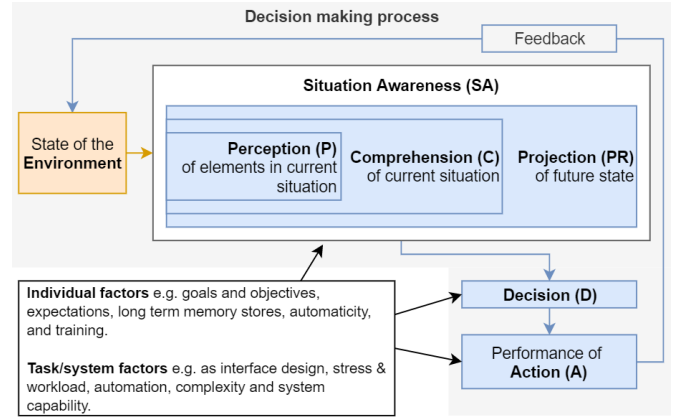 Decision making process
Feedback
Situation Awareness (SA)
State of the
Environment
Perception (P)
of elements in current
situation
Comprehension (C)
of current situation
Projection (PR)
of future state
Individual factors e.g. goals and objectives,
expectations, long term memory stores, automaticity,
and training.
Task/system factors e.g. as interface design, stress &
workload, automation, complexity and system
capability.
Decision (D)
Performance of
Action (A)